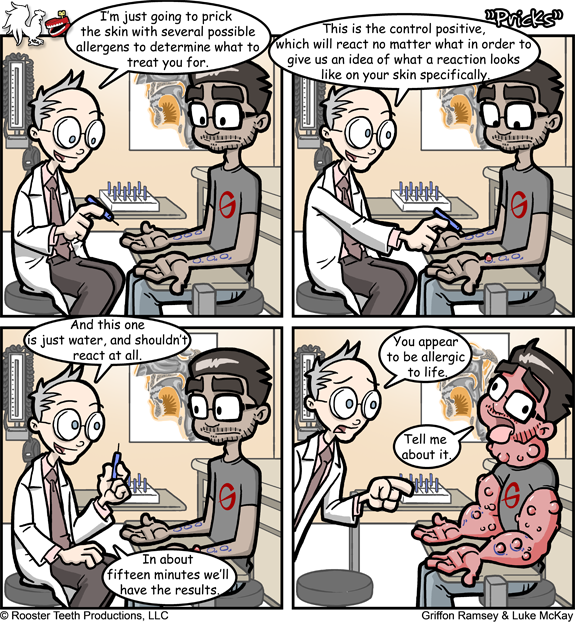 "Pricks"
I'm just going to prick
the skin with several possible
allergens to determine what to
treat you for.
This is the control positive,
which will react no matter what in order to
give us an idea of what a reaction looks
like on your skin specifically.
G
G
And this one
is just water, and shouldn't
react at all.
In about
fifteen minutes we'll
have the results.
G
You appear
to be allergic
to life.
Tell me
about it.
G
© Rooster Teeth Productions, LLC
Griffon Ramsey & Luke McKay